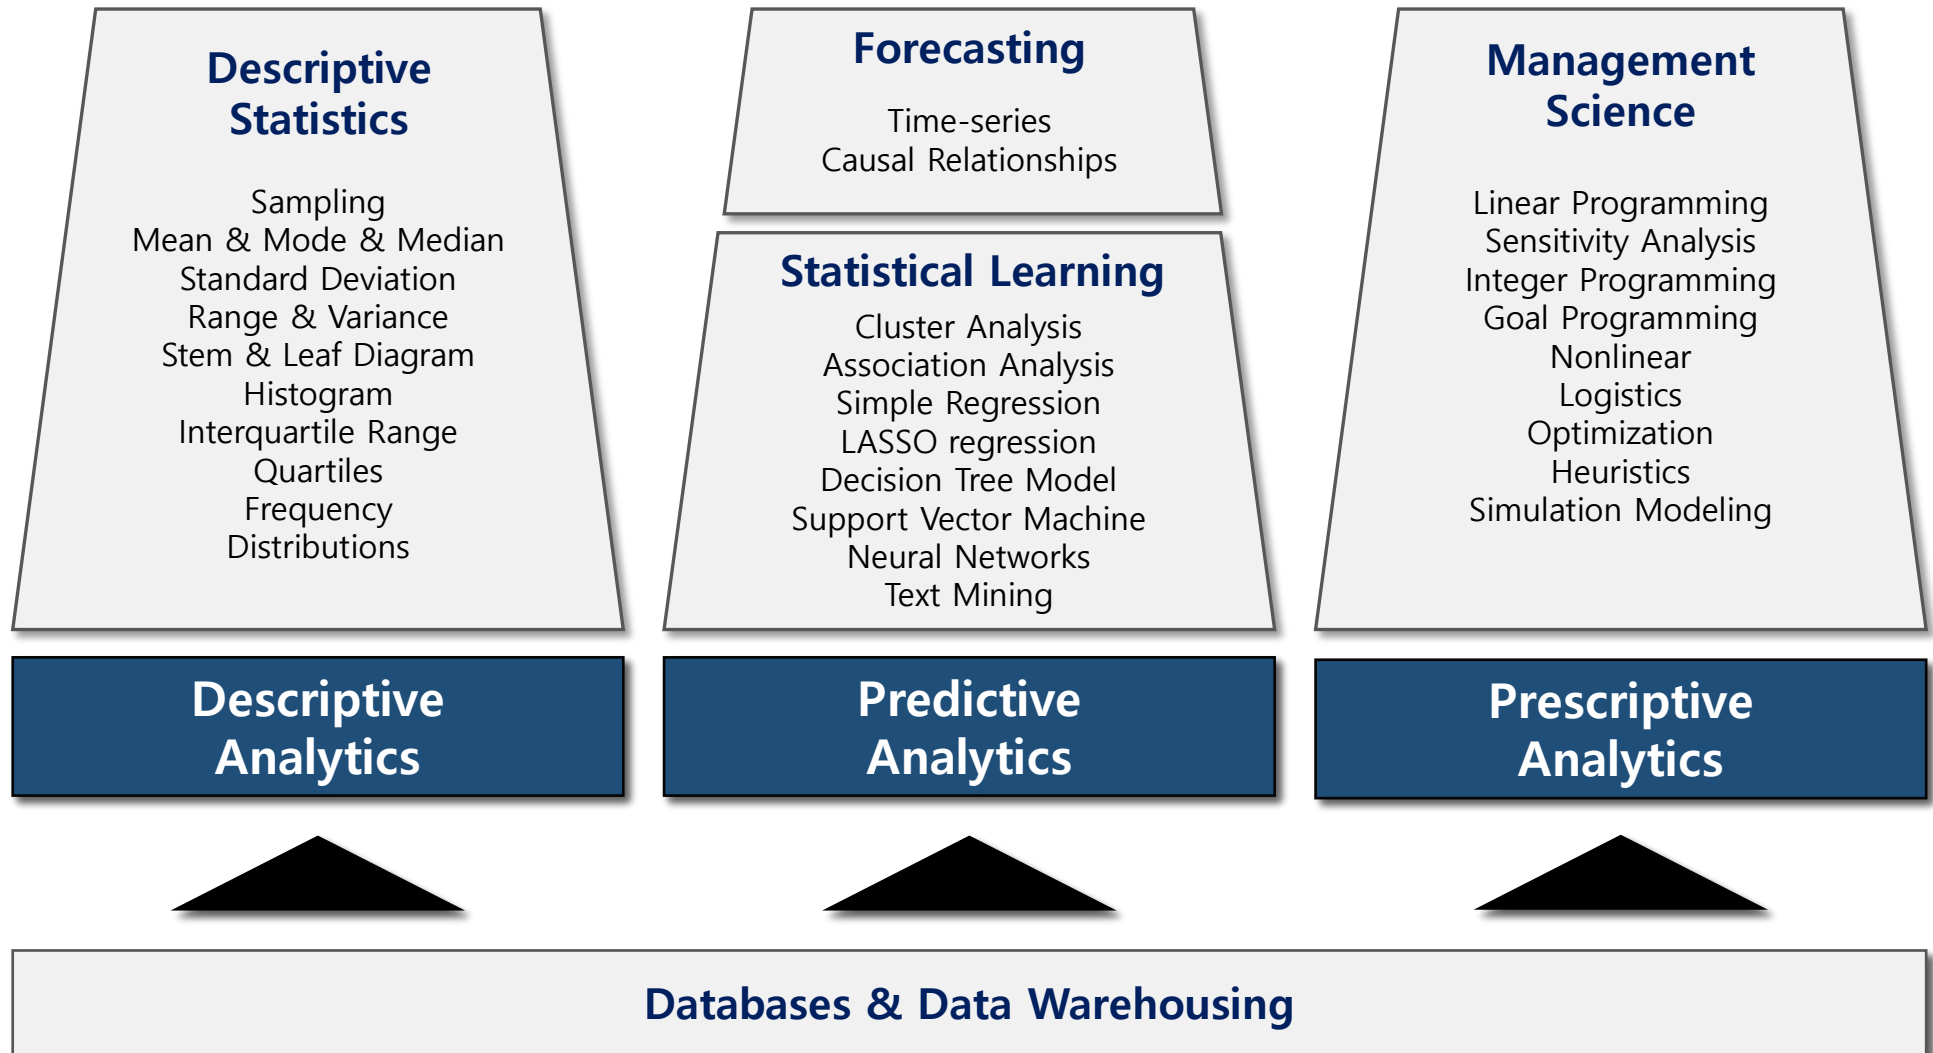 Descriptive
Statistics
Sampling
Mean & Mode & Median
Standard Deviation
Range & Variance
Stem & Leaf Diagram
Histogram
Interquartile Range
Quartiles
Frequency
Distributions
Descriptive
Analytics
Forecasting
Time-series
Causal Relationships
Statistical Learning
Cluster Analysis
Association Analysis
Simple Regression
LASSO regression
Decision Tree Model
Support Vector Machine
Neural Networks
Text Mining
Predictive
Analytics
Management
Science
Linear Programming
Sensitivity Analysis
Integer Programming
Goal Programming
Nonlinear
Logistics
Optimization
Heuristics
Simulation Modeling
Prescriptive
Analytics
Databases & Data Warehousing